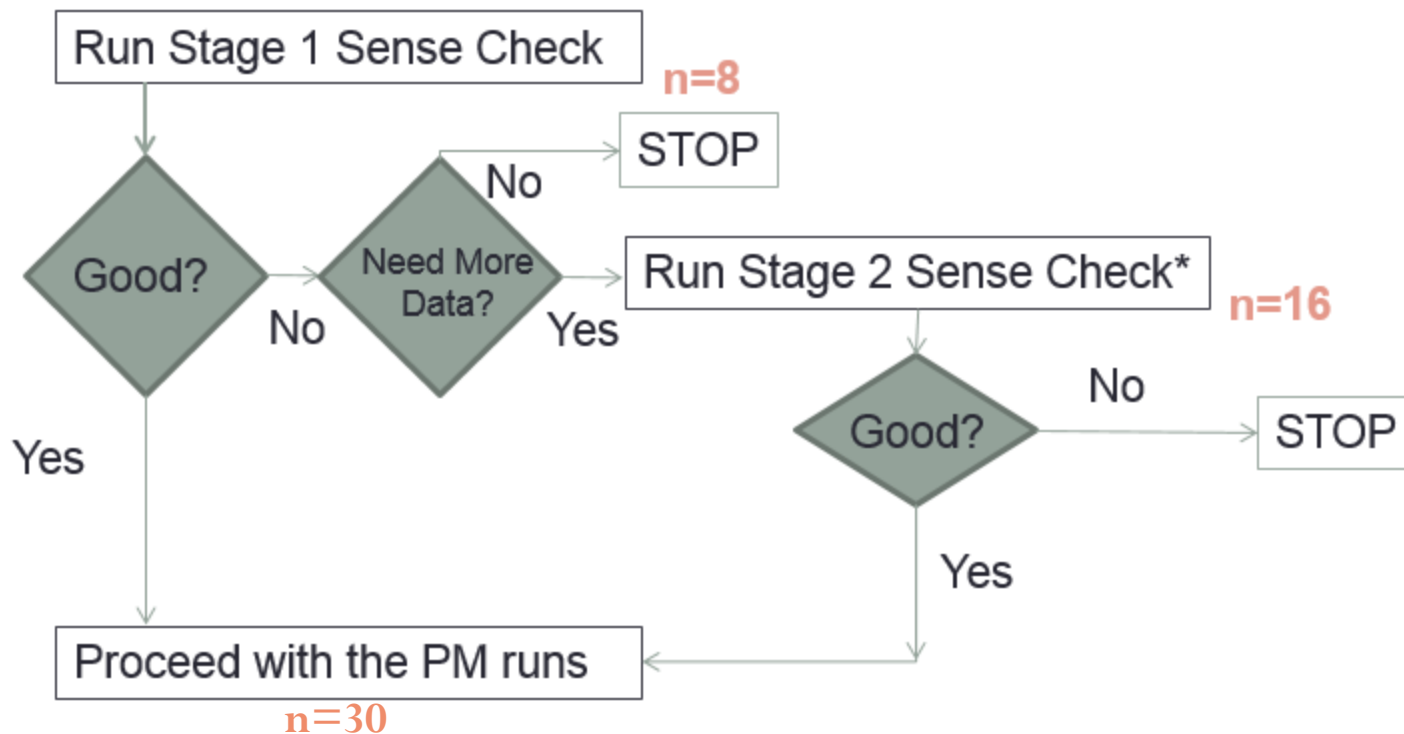 Run Stage 1 Sense Check
n=8
STOP
No
Good?
Need More
Data?
Run Stage 2 Sense Check*
No
Yes
n=16
No
Good?
STOP
Yes
Yes
Proceed with the PM runs
n=30